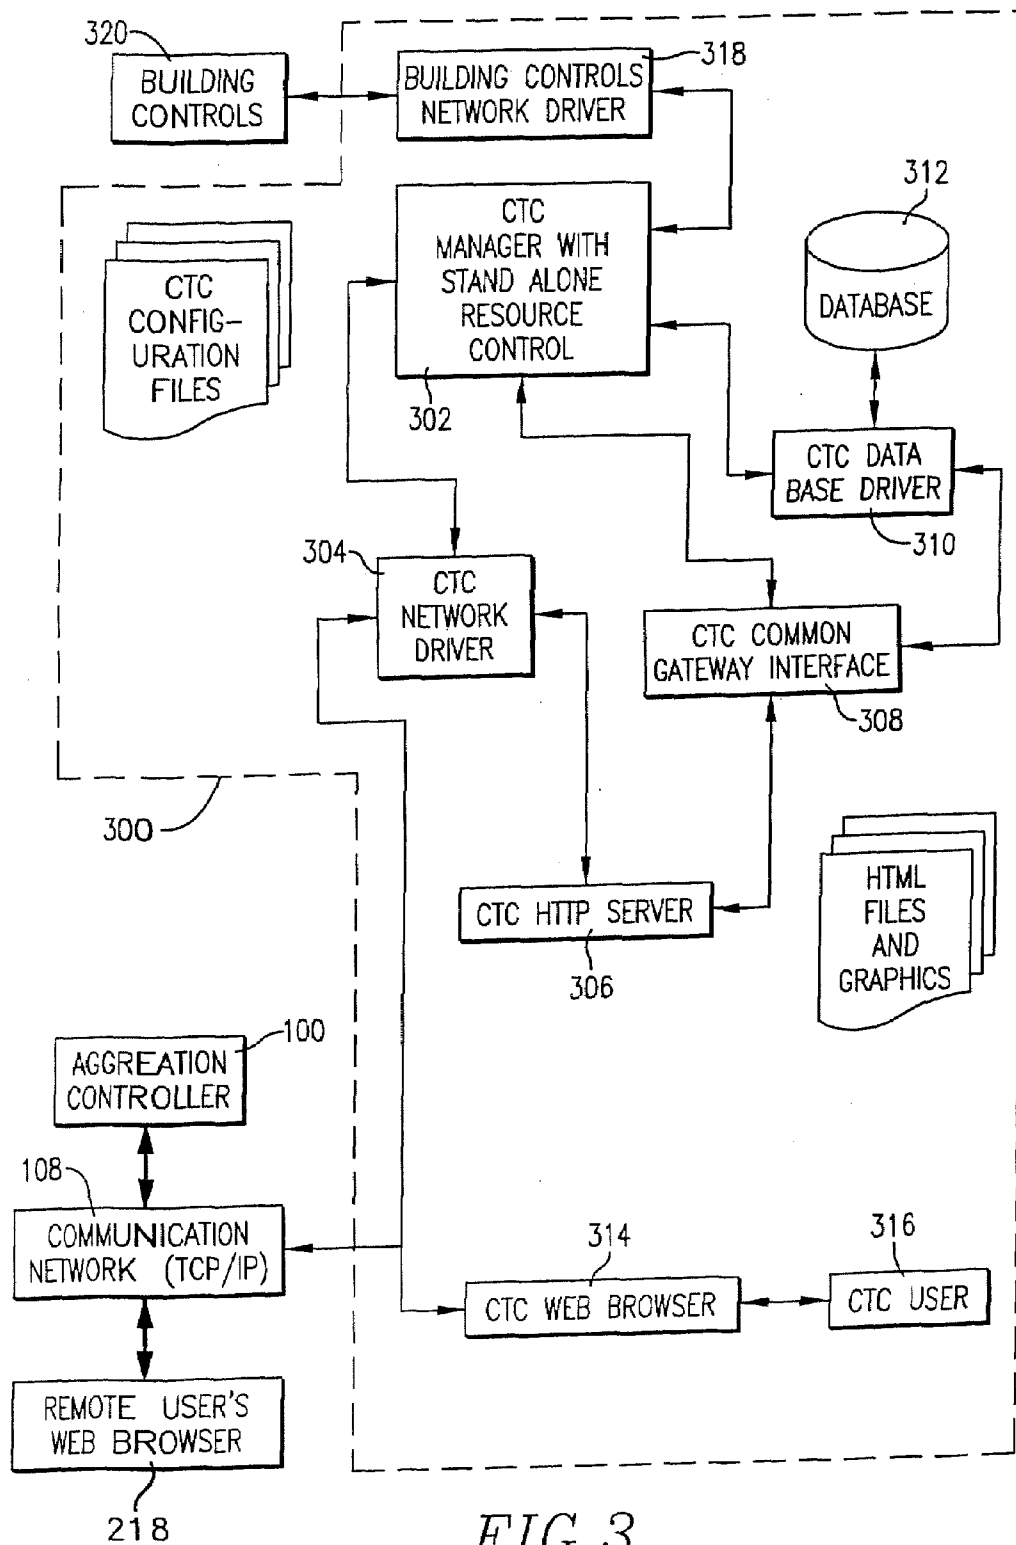 320
BUILDING
CONTROLS
318
BUILDING CONTROLS
NETWORK DRIVER
CTC
MANAGER WITH
STAND ALONE
RESOURCE
CONTROL
302
312
DATABASE
CTC
CONFIG-
URATION
FILES
CTC DATA
BASE DRIVER
310
304
CTC
NETWORK
DRIVER
CTC COMMON
GATEWAY INTERFACE
308
300
CTC HTTP SERVER
306
HTML
FILES
AND
GRAPHICS
100
AGGREATION
CONTROLLER
108
COMMUNICATION
NETWORK (TCP/IP)
314
CTC WEB BROWSER
316
CTC USER
REMOTE USER'S
WEB BROWSER
218
FIG. 3